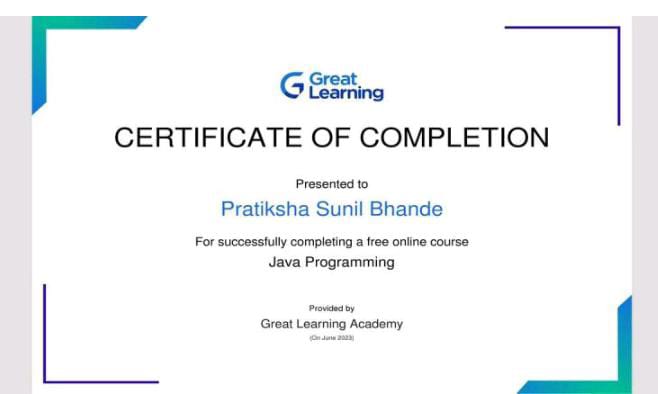 Great
Learning
CERTIFICATE OF COMPLETION
Presented to
Pratiksha Sunil Bhande
For successfully completing a free online course
Java Programming
Provided by
Great Learning Academy
(On June 2023)